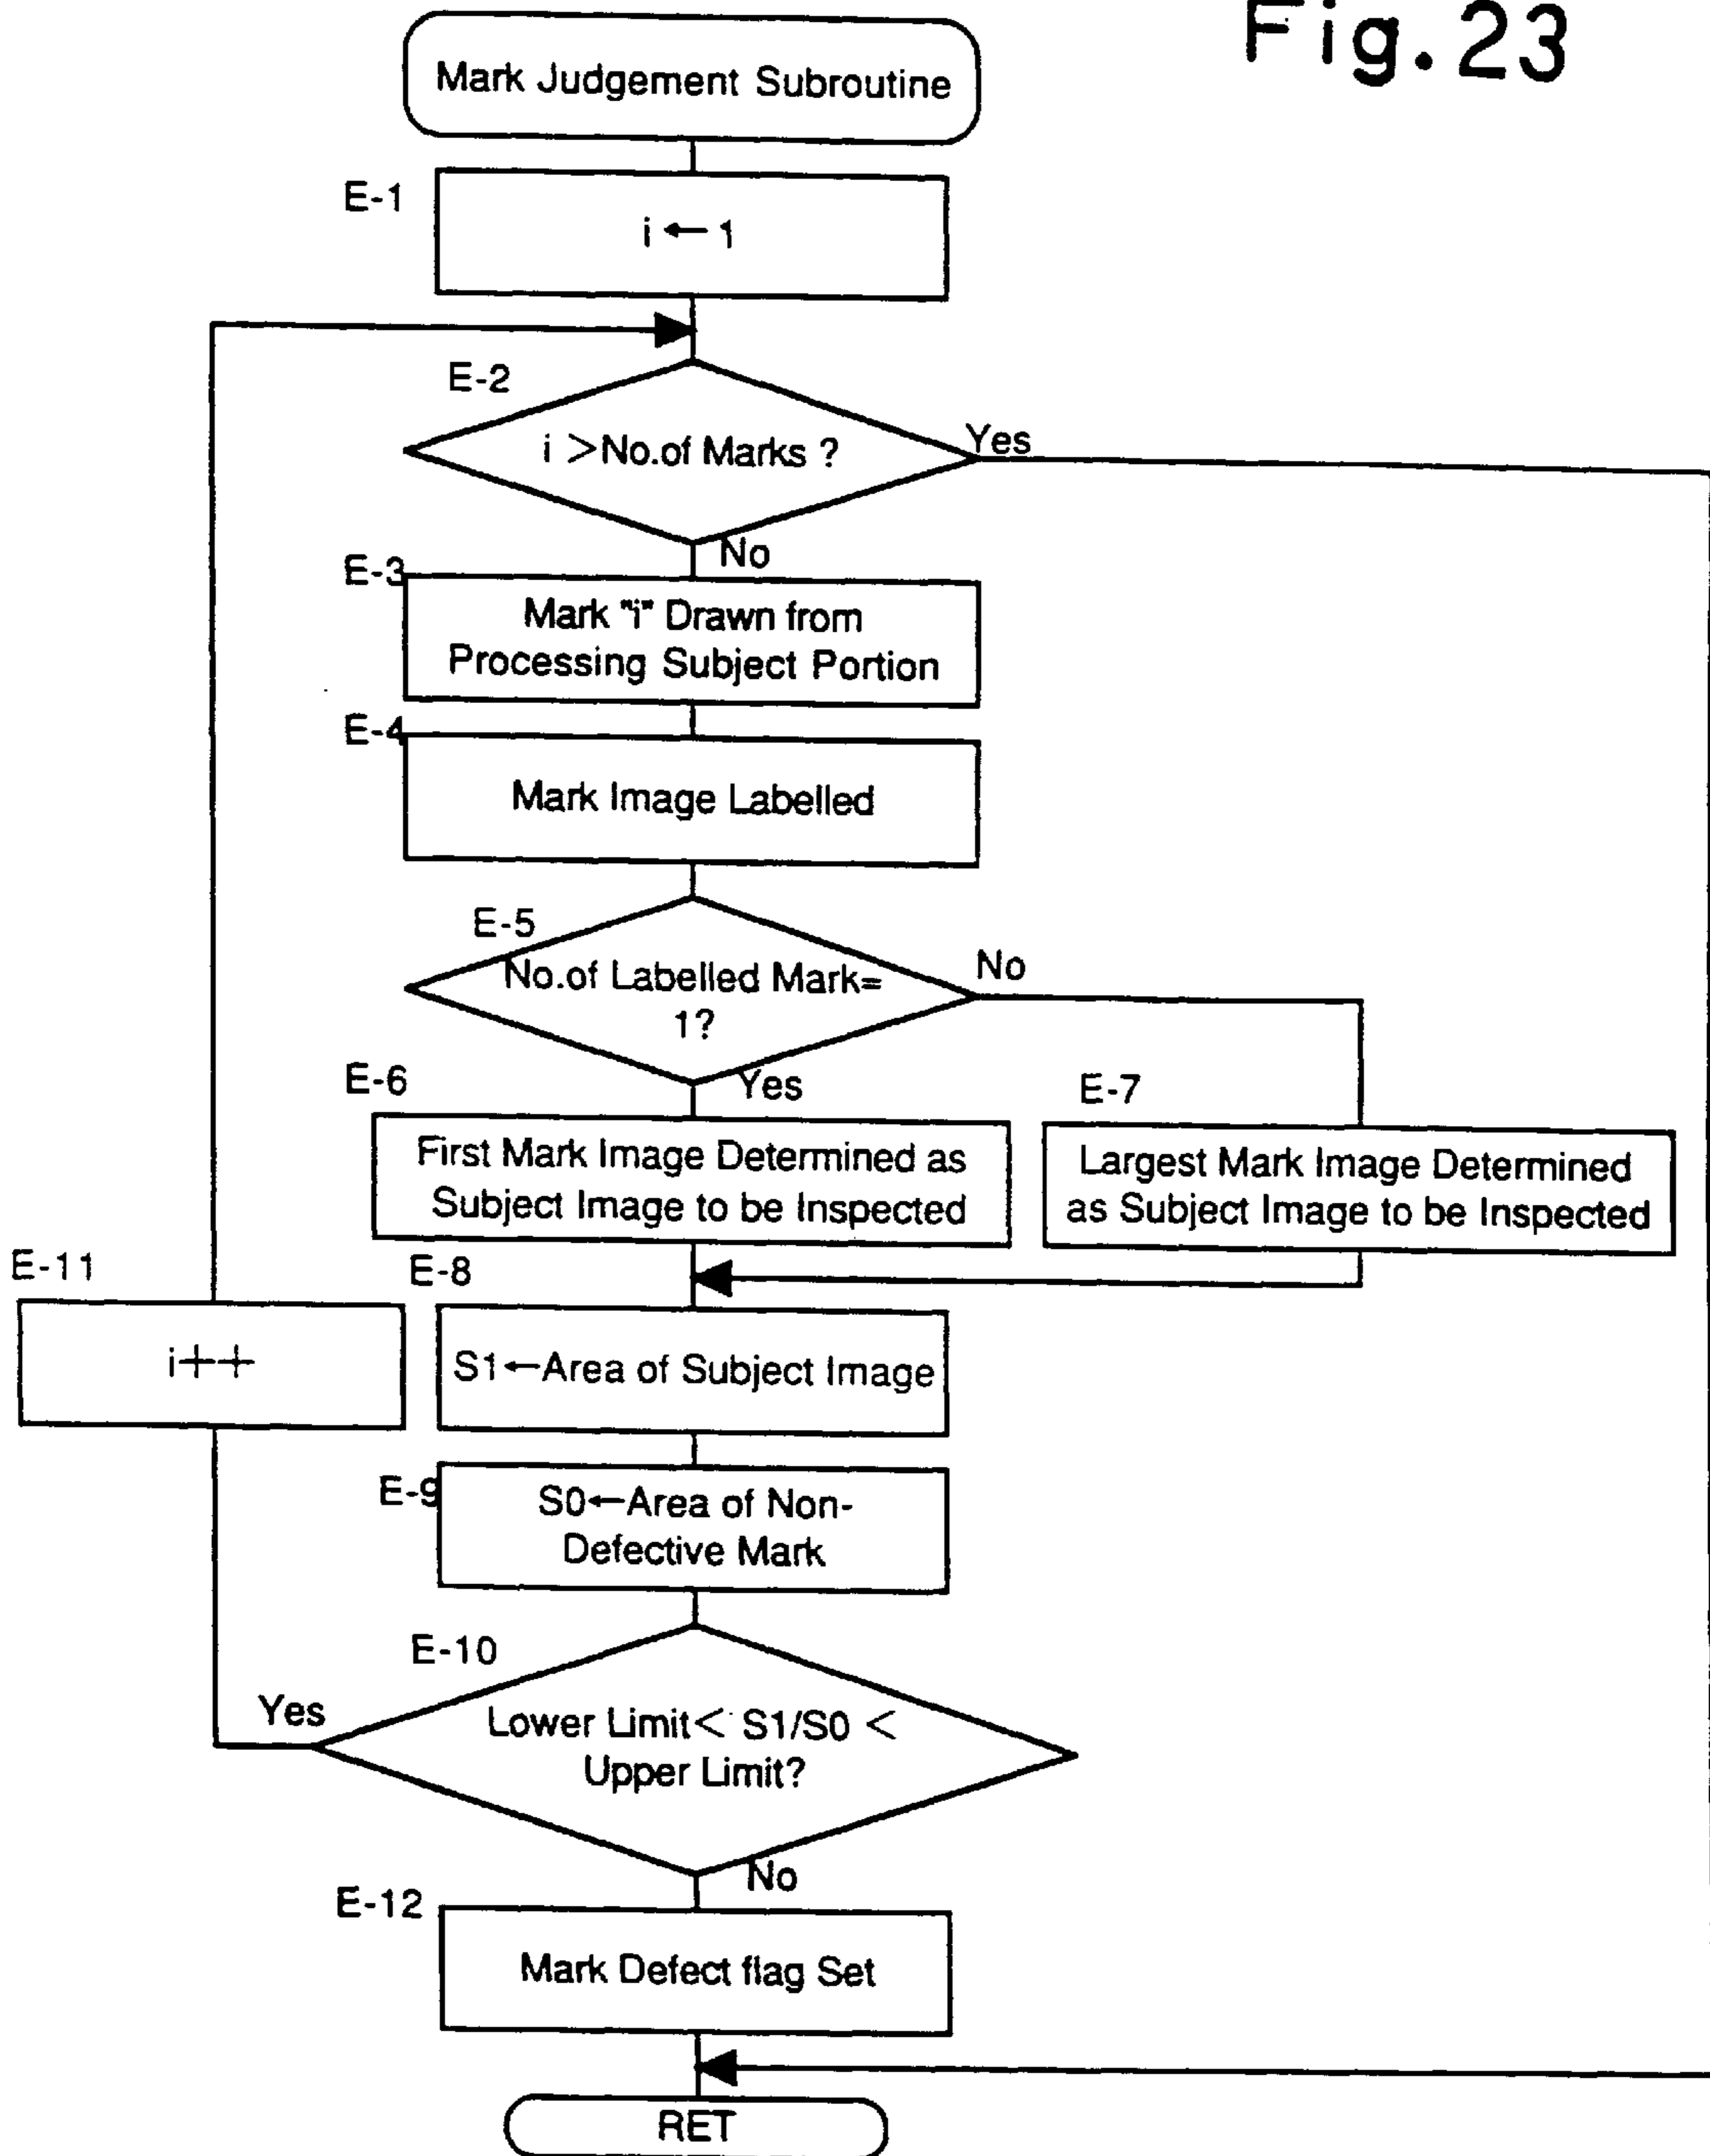 Fig.23
Mark Judgement Subroutine
E-1
i ← 1
E-2
i >No.of Marks ?
Yes
No
E-3
Mark "i" Drawn from
Processing Subject Portion
E-4
Mark Image Labelled
E-5
No.of Labelled Mark=
1?
No
Yes
E-6
First Mark Image Determined as
Subject Image to be Inspected
E-7
Largest Mark Image Determined
as Subject Image to be Inspected
E-8
S1←Area of Subject Image
E-9
S0←Area of Non-
Defective Mark
E-10
Lower Limit< S1/S0 <
Upper Limit?
Yes
No
E-11
i++
E-12
Mark Defect flag Set
RET